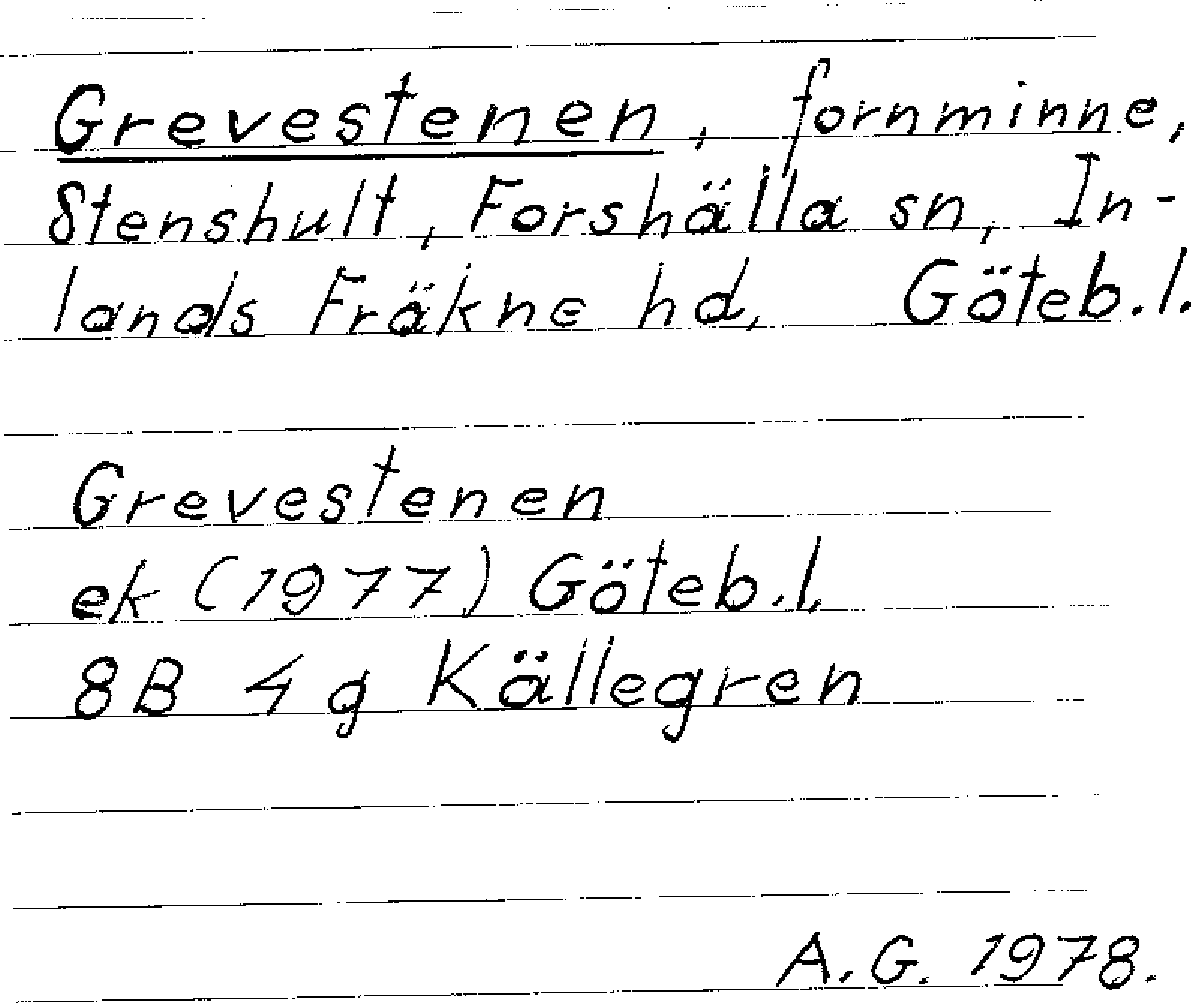 Grevestenen, fornminne,
Stenshult, Forshälla sn, In-
lands Fräkne hd, Göteb.l.
Grevestenen
ek (1977) Göteb.l.
8B 4g Källegren
A.G. 1978.